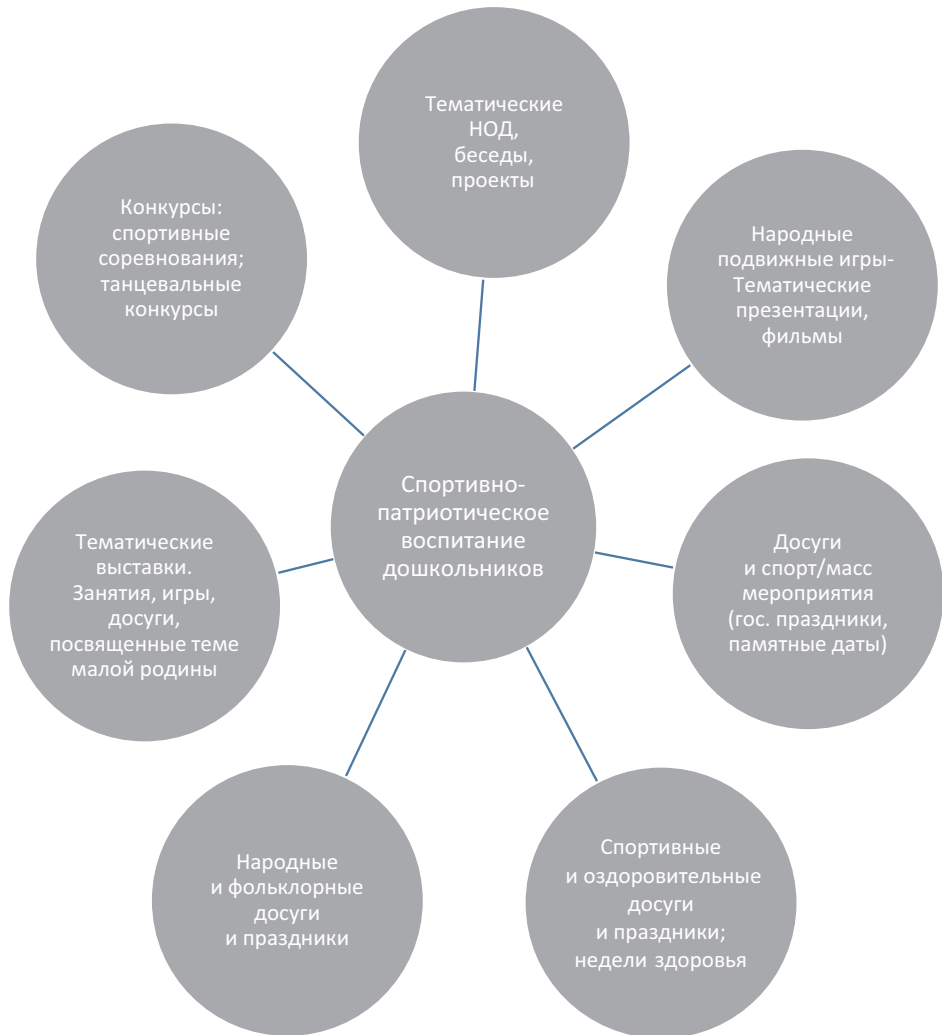 Тематические
НОД,
беседы,
проекты
Конкурсы:
спортивные
соревнования;
танцевальные
конкурсы
Народные
подвижные игры-
Тематические
презентации,
фильмы
Спортивно-
патриотическое
воспитание
дошкольников
Тематические
выставки.
Занятия, игры,
досуги,
посвященные теме
малой родины
Досуги
и спорт/масс
мероприятия
(гос. праздники,
памятные даты)
Народные
и фольклорные
досуги
и праздники
Спортивные
и оздоровительные
досуги
и праздники;
недели здоровья